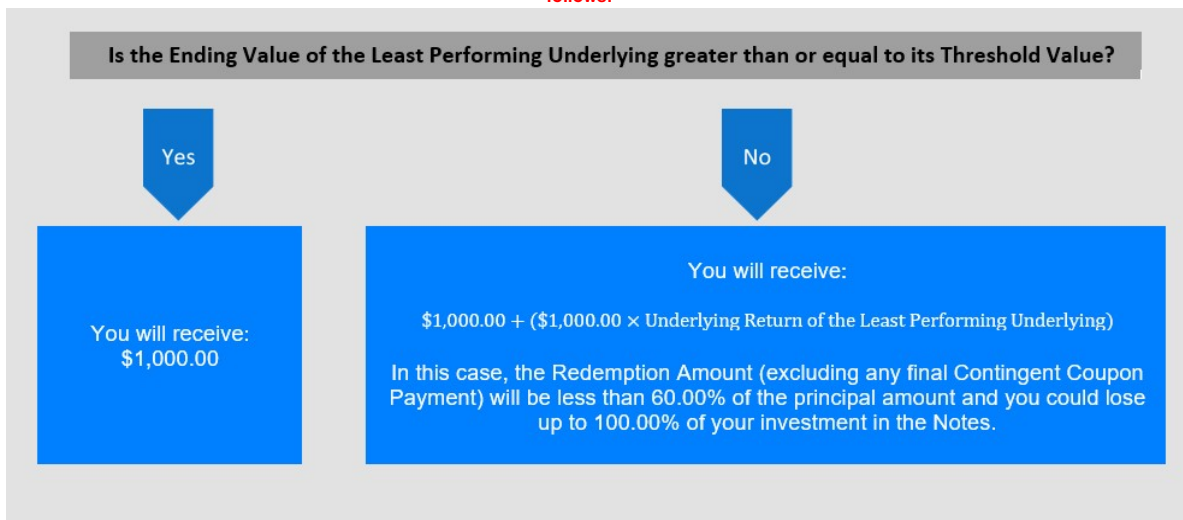 follows:
Is the Ending Value of the Least Performing Underlying greater than or equal to its Threshold Value?
Yes
No
You will receive:
$1,000.00
You will receive:
$1,000.00 + ($1,000.00 × Underlying Return of the Least Performing Underlying)
In this case, the Redemption Amount (excluding any final Contingent Coupon
Payment) will be less than 60.00% of the principal amount and you could lose
up to 100.00% of your investment in the Notes.